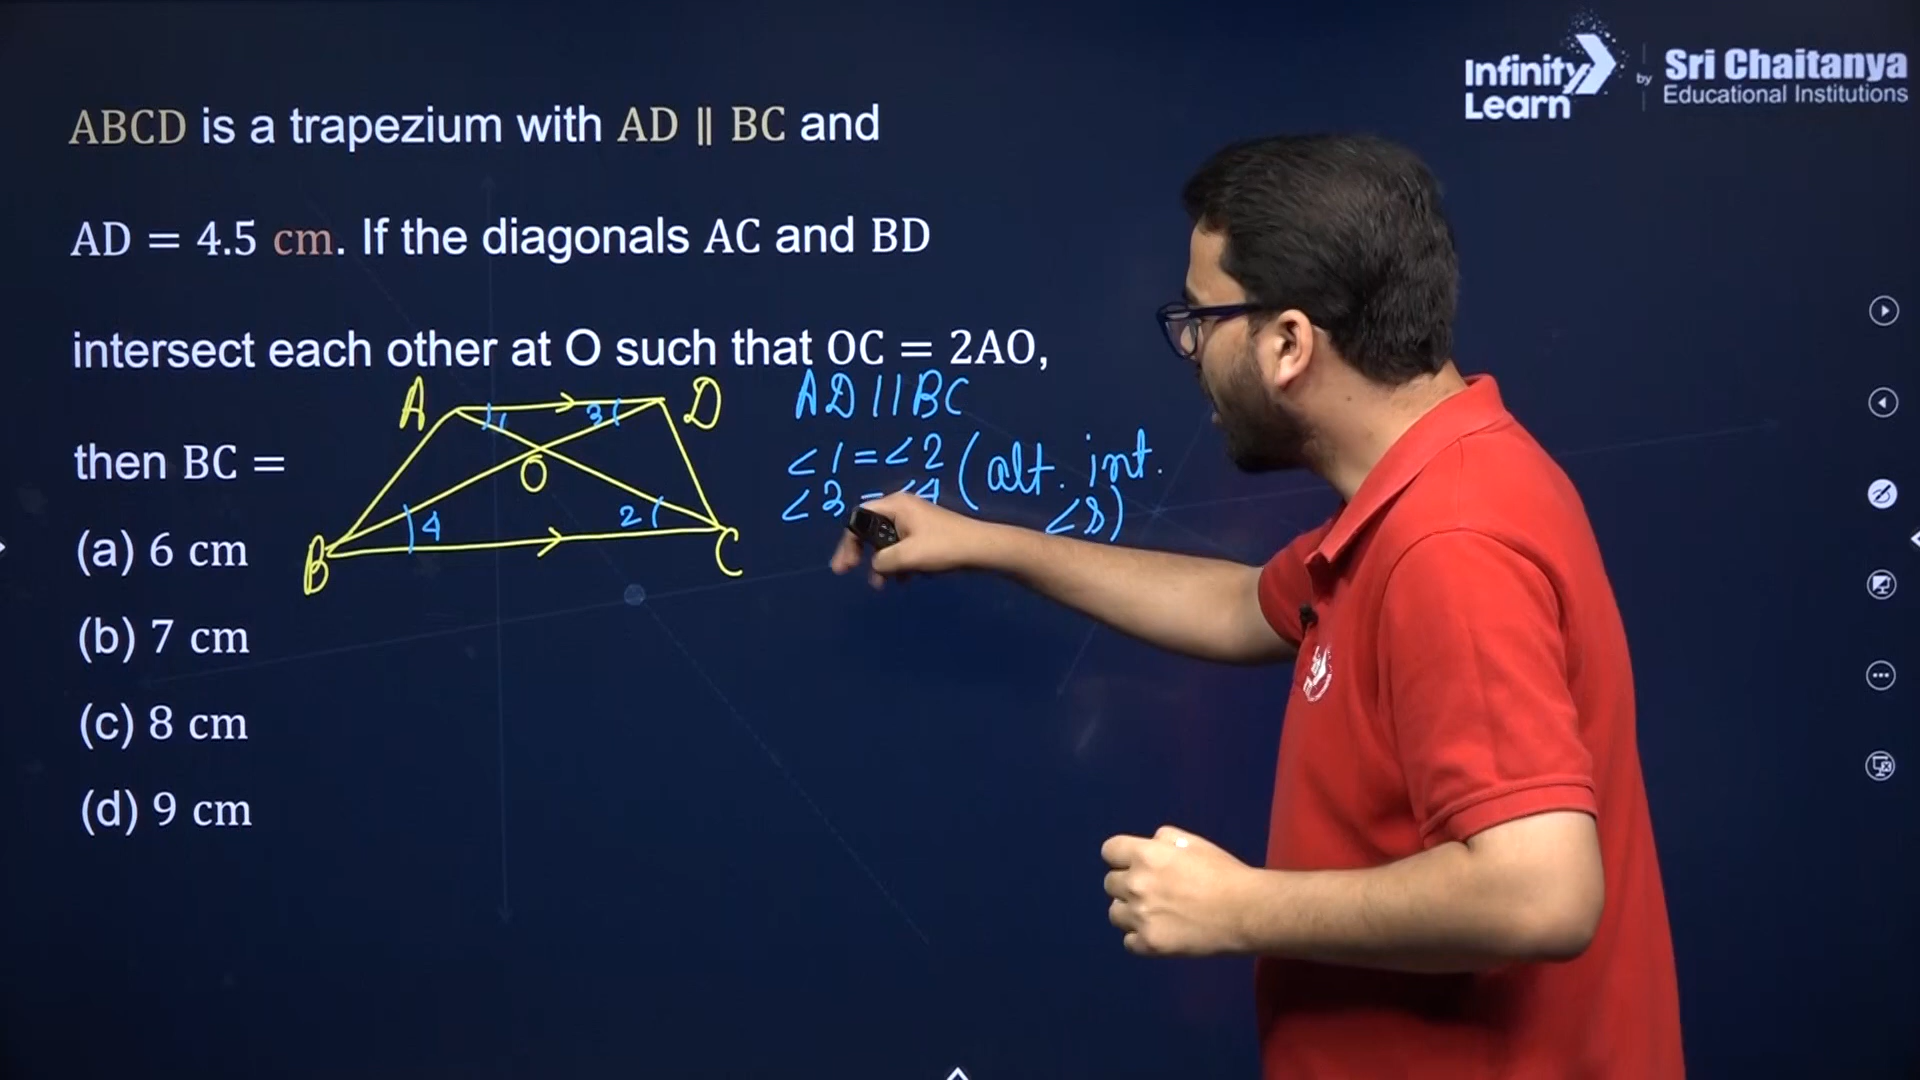 Infinity Learn by Sri Chaitanya Educational Institutions
ABCD is a trapezium with AD ∥ BC and
AD = 4.5 cm. If the diagonals AC and BD
intersect each other at O such that OC = 2AO,
then BC =
(a) 6 cm
(b) 7 cm
(c) 8 cm
(d) 9 cm
A D
1 3
O
4 2
B C
AD || BC
∠1 = ∠2 (alt. int.
∠3 = ∠4 ∠s)